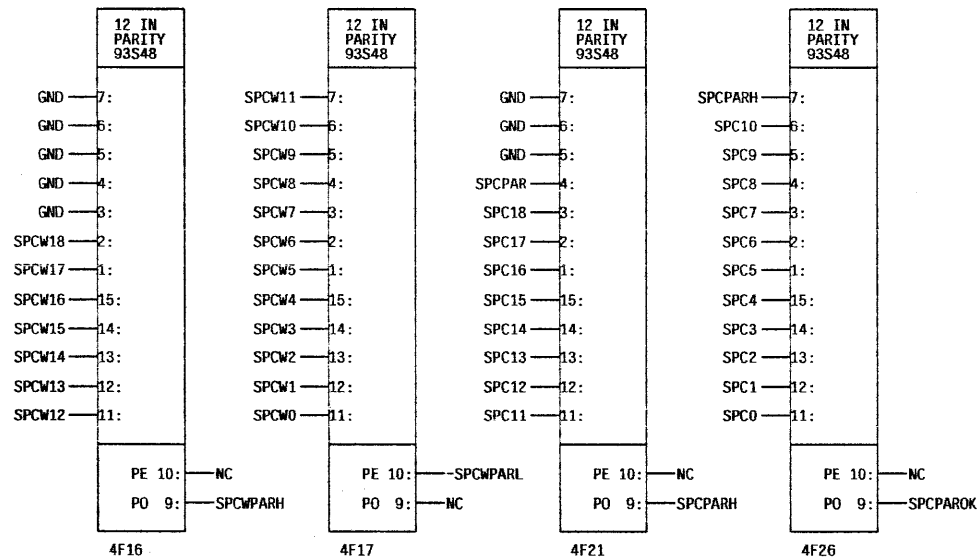 12 IN
PARITY
93S48
GND 7:
GND 6:
GND 5:
GND 4:
GND 3:
SPCW18 2:
SPCW17 1:
SPCW16 15:
SPCW15 14:
SPCW14 13:
SPCW13 12:
SPCW12 11:
PE 10: NC
PO 9: SPCWPARH
4F16
12 IN
PARITY
93S48
SPCW11 7:
SPCW10 6:
SPCW9 5:
SPCW8 4:
SPCW7 3:
SPCW6 2:
SPCW5 1:
SPCW4 15:
SPCW3 14:
SPCW2 13:
SPCW1 12:
SPCW0 11:
PE 10: -SPCWPARL
PO 9: NC
4F17
12 IN
PARITY
93S48
GND 7:
GND 6:
GND 5:
SPCPAR 4:
SPC18 3:
SPC17 2:
SPC16 1:
SPC15 15:
SPC14 14:
SPC13 13:
SPC12 12:
SPC11 11:
PE 10: NC
PO 9: SPCPARH
4F21
12 IN
PARITY
93S48
SPCPARH 7:
SPC10 6:
SPC9 5:
SPC8 4:
SPC7 3:
SPC6 2:
SPC5 1:
SPC4 15:
SPC3 14:
SPC2 13:
SPC1 12:
SPC0 11:
PE 10: NC
PO 9: SPCPAROK
4F26